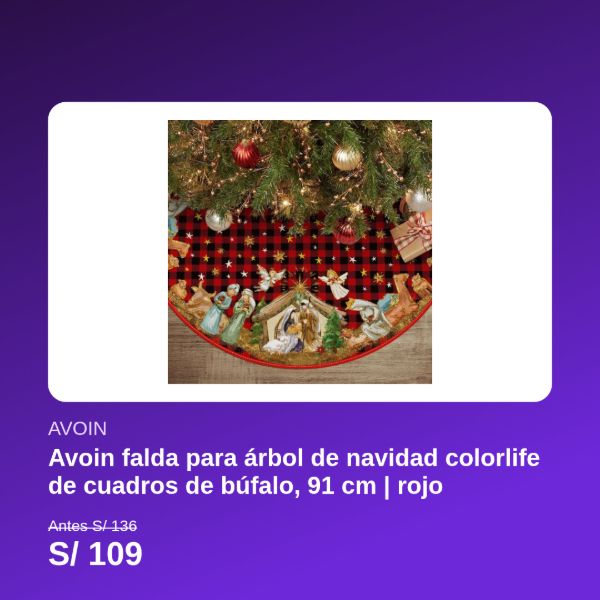 AVOIN
Avoin falda para árbol de navidad colorlife
de cuadros de búfalo, 91 cm | rojo
Antes S/ 136
S/ 109